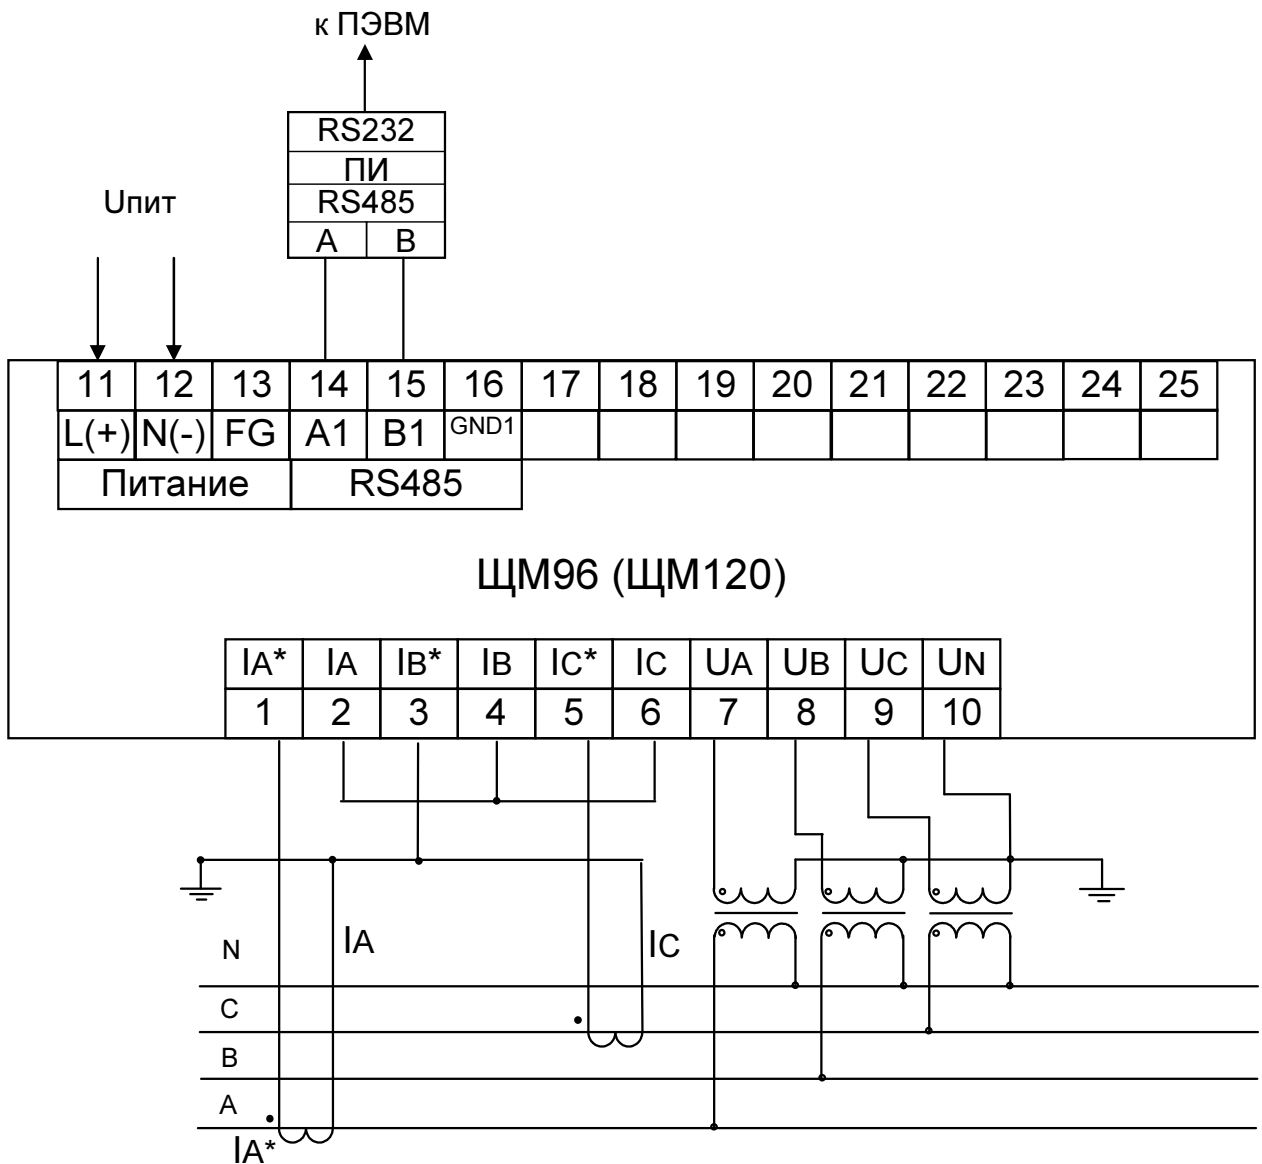 к ПЭВМ
RS232
ПИ
RS485
A B
Uпит
11 12 13 14 15 16 17 18 19 20 21 22 23 24 25
L(+) N(-) FG A1 B1 GND1
Питание RS485
ЩМ96 (ЩМ120)
IA* IA IB* IB IC* IC UA UB UC UN
1 2 3 4 5 6 7 8 9 10
N IA IC
C
B
A
IA*